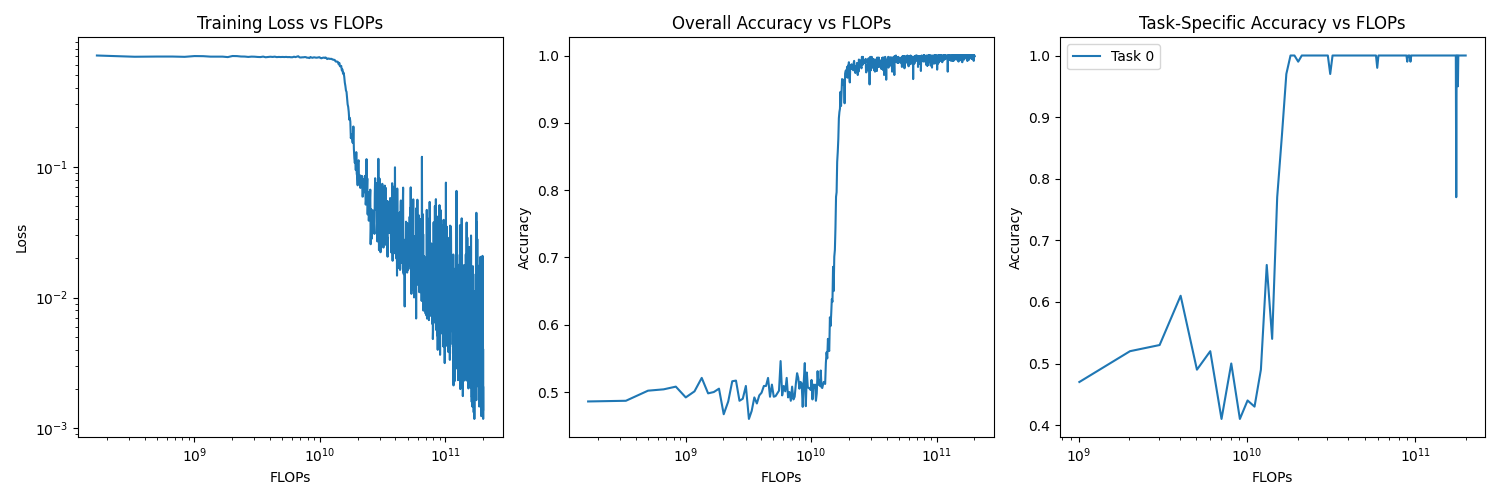 Training Loss vs FLOPs
Loss
10⁻¹
10⁻²
10⁻³
10⁹
10¹⁰
10¹¹
FLOPs
Overall Accuracy vs FLOPs
Accuracy
1.0
0.9
0.8
0.7
0.6
0.5
10⁹
10¹⁰
10¹¹
FLOPs
Task-Specific Accuracy vs FLOPs
Task 0
Accuracy
1.0
0.9
0.8
0.7
0.6
0.5
0.4
10⁹
10¹⁰
10¹¹
FLOPs